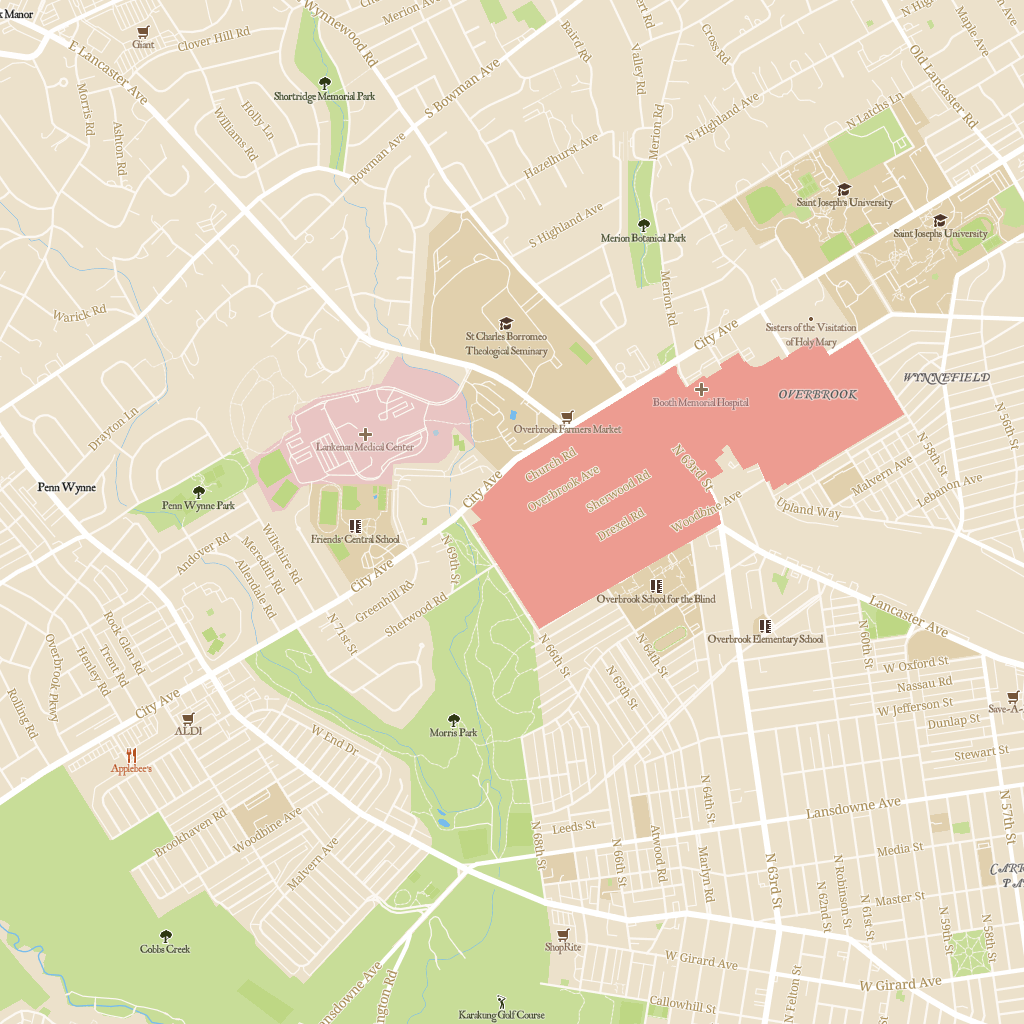 k Manor
Giant
Clover Hill Rd
Wynnewood Rd
Merion Ave
Baird Rd
Valley Rd
Cross Rd
Maple Ave
Old Lancaster Rd
E Lancaster Ave
Morris Rd
Ashton Rd
Holly Ln
Williams Rd
Shortridge Memorial Park
S Bowman Ave
Bowman Ave
Hazelhurst Ave
Merion Rd
N Highland Ave
N Latchs Ln
S Highland Ave
Merion Botanical Park
Saint Joseph's University
Saint Joseph's University
Merion Rd
City Ave
Warick Rd
St Charles Borromeo
Theological Seminary
Sisters of the Visitation
of Holy Mary
Booth Memorial Hospital
OVERBROOK
WYNNEFIELD
Drayton Ln
Lankenau Medical Center
Overbrook Farmers Market
Church Rd
Overbrook Ave
Sherwood Rd
Drexel Rd
N 63rd St
Woodbine Ave
City Ave
N 56th St
N 58th St
Malvern Ave
Lebanon Ave
Upland Way
Penn Wynne
Penn Wynne Park
Friends' Central School
Andover Rd
Wiltshire Rd
Meredith Rd
Allendale Rd
City Ave
N 69th St
Greenhill Rd
Sherwood Rd
N 71st St
Overbrook School for the Blind
Overbrook Elementary School
Lancaster Ave
N 60th St
Rock Glen Rd
Trent Rd
Henley Rd
Overbrook Pkwy
Rolling Rd
City Ave
N 66th St
N 65th St
N 64th St
W Oxford St
Nassau Rd
W Jefferson St
Dunlap St
Stewart St
Save-A-
ALDI
Applebee's
W End Dr
Morris Park
Brookhaven Rd
Woodbine Ave
Malvern Ave
N 68th St
Leeds St
N 66th St
Atwood Rd
N 64th St
Marlyn Rd
Lansdowne Ave
N 57th St
Media St
Master St
N 63rd St
N 62nd St
N Robinson St
N 61st St
N 59th St
N 58th St
Cobbs Creek
ShopRite
W Girard Ave
W Girard Ave
N Felton St
Callowhill St
Karakung Golf Course
ansdowne Ave
ngton Rd